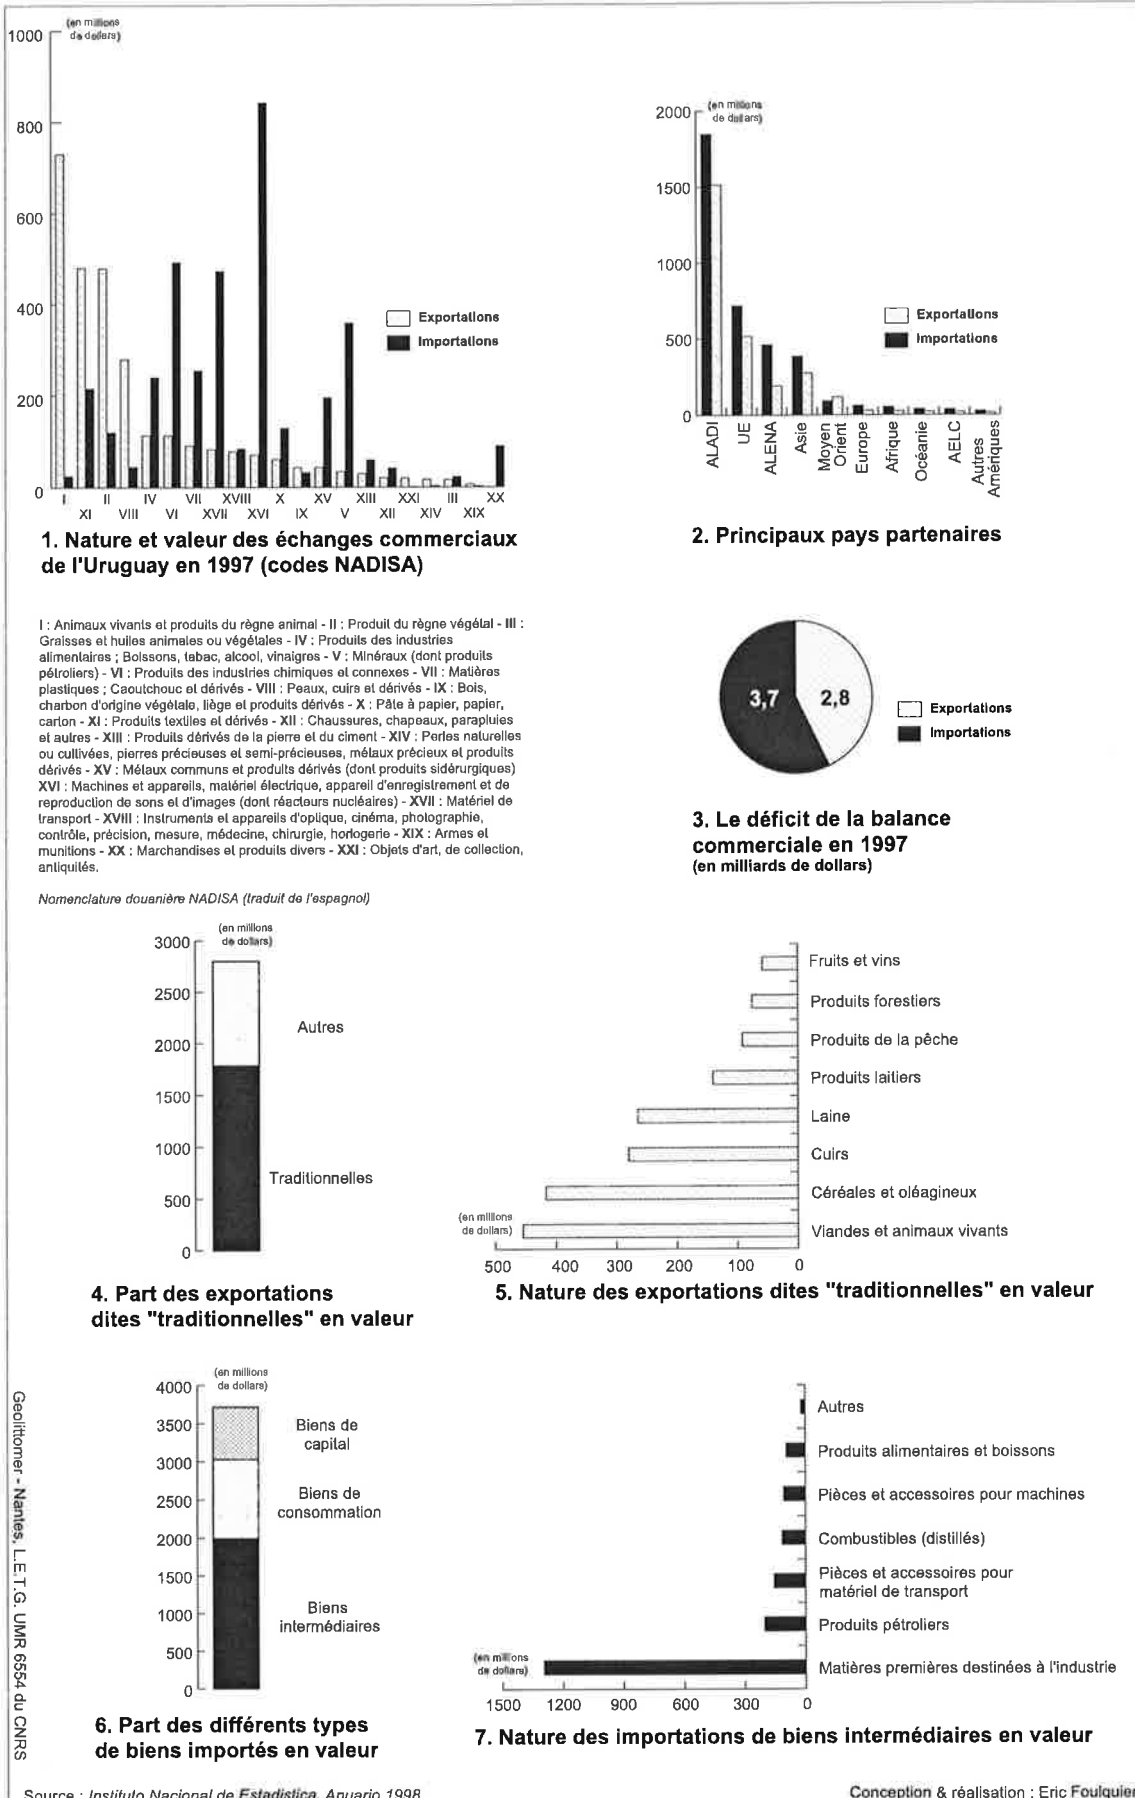 (en millions
de dollars)
1000
800
600
400
200
0
Exportations
Importations
I II IV VII XVIII X XV XIII XXI III XX
XI VIII VI XVII XVI IX V XII XIV XIX
1. Nature et valeur des échanges commerciaux
de l'Uruguay en 1997 (codes NADISA)
(en millions
de dollars)
2000
1500
1000
500
0
Exportations
Importations
ALADI
UE
ALENA
Asie
Moyen
Orient
Europe
Afrique
Océanie
AELC
Autres
Amériques
2. Principaux pays partenaires
I : Animaux vivants et produits du règne animal - II : Produit du règne végétal - III :
Graisses et huiles animales ou végétales - IV : Produits des industries
alimentaires ; Boissons, tabac, alcool, vinaigres - V : Minéraux (dont produits
pétroliers) - VI : Produits des industries chimiques et connexes - VII : Matières
plastiques ; Caoutchouc et dérivés - VIII : Peaux, cuirs et dérivés - IX : Bois,
charbon d'origine végétale, liège et produits dérivés - X : Pâte à papier, papier,
carton - XI : Produits textiles et dérivés - XII : Chaussures, chapeaux, parapluies
et autres - XIII : Produits dérivés de la pierre et du ciment - XIV : Perles naturelles
ou cultivées, pierres précieuses et semi-précieuses, métaux précieux et produits
dérivés - XV : Métaux communs et produits dérivés (dont produits sidérurgiques)
XVI : Machines et appareils, matériel électrique, appareil d'enregistrement et de
reproduction de sons et d'images (dont réacteurs nucléaires) - XVII : Matériel de
transport - XVIII : Instruments et appareils d'optique, cinéma, photographie,
contrôle, précision, mesure, médecine, chirurgie, horlogerie - XIX : Armes et
munitions - XX : Marchandises et produits divers - XXI : Objets d'art, de collection,
antiquités.
Nomenclature douanière NADISA (traduit de l'espagnol)
3,7
2,8
Exportations
Importations
3. Le déficit de la balance
commerciale en 1997
(en milliards de dollars)
(en millions
de dollars)
3000
2500
2000
1500
1000
500
0
Autres
Traditionnelles
4. Part des exportations
dites "traditionnelles" en valeur
Fruits et vins
Produits forestiers
Produits de la pêche
Produits laitiers
Laine
Cuirs
Céréales et oléagineux
Viandes et animaux vivants
(en millions
de dollars)
500 400 300 200 100 0
5. Nature des exportations dites "traditionnelles" en valeur
(en millions
de dollars)
4000
3500
3000
2500
2000
1500
1000
500
0
Biens de
capital
Biens de
consommation
Biens
intermédiaires
6. Part des différents types
de biens importés en valeur
Autres
Produits alimentaires et boissons
Pièces et accessoires pour machines
Combustibles (distillés)
Pièces et accessoires pour
matériel de transport
Produits pétroliers
Matières premières destinées à l'industrie
(en millions
de dollars)
1500 1200 900 600 300 0
7. Nature des importations de biens intermédiaires en valeur
Geolittomer - Nantes, L.E.T.G. UMR 6554 du CNRS
Source : Instituto Nacional de Estadistica, Anuario 1998
Conception & réalisation : Eric Foulquier